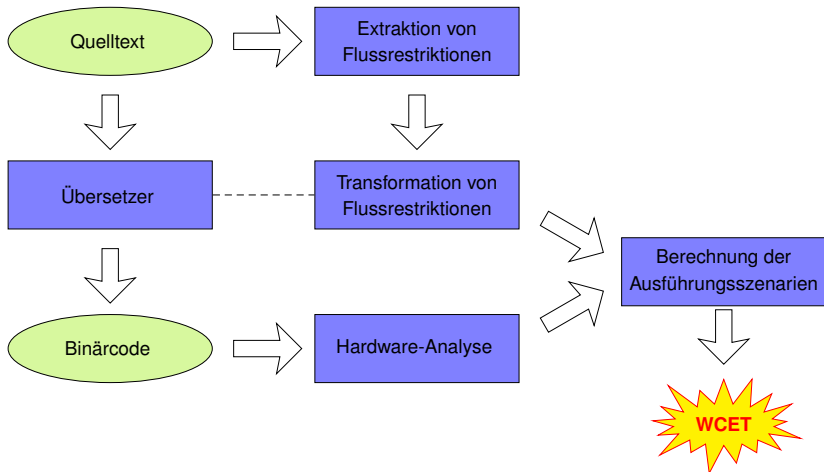 Quelltext
Extraktion von
Flussrestriktionen
Übersetzer
Transformation von
Flussrestriktionen
Berechnung der
Ausführungsszenarien
Binärcode
Hardware-Analyse
WCET